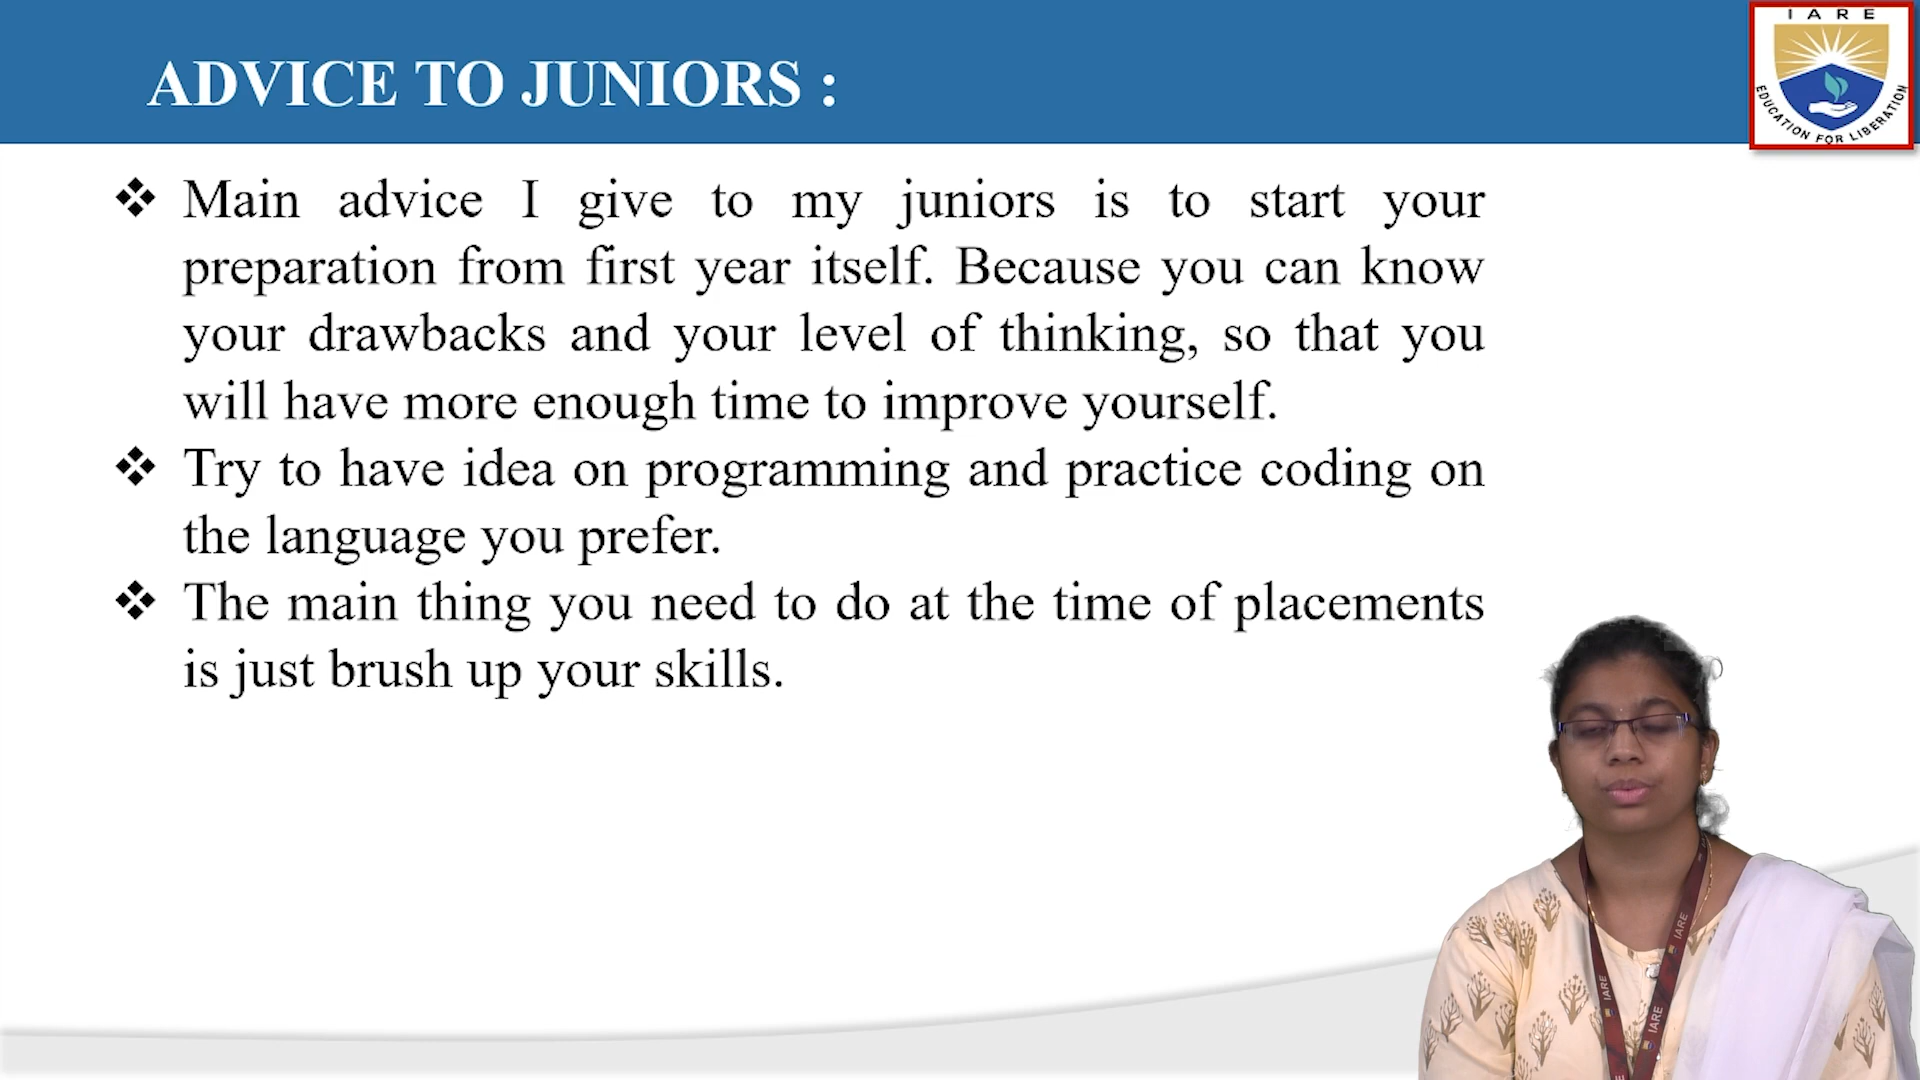 IARE
EDUCATION FOR LIBERATION
ADVICE TO JUNIORS :
❖ Main advice I give to my juniors is to start your
preparation from first year itself. Because you can know
your drawbacks and your level of thinking, so that you
will have more enough time to improve yourself.
❖ Try to have idea on programming and practice coding on
the language you prefer.
❖ The main thing you need to do at the time of placements
is just brush up your skills.
IARE
IARE
IARE